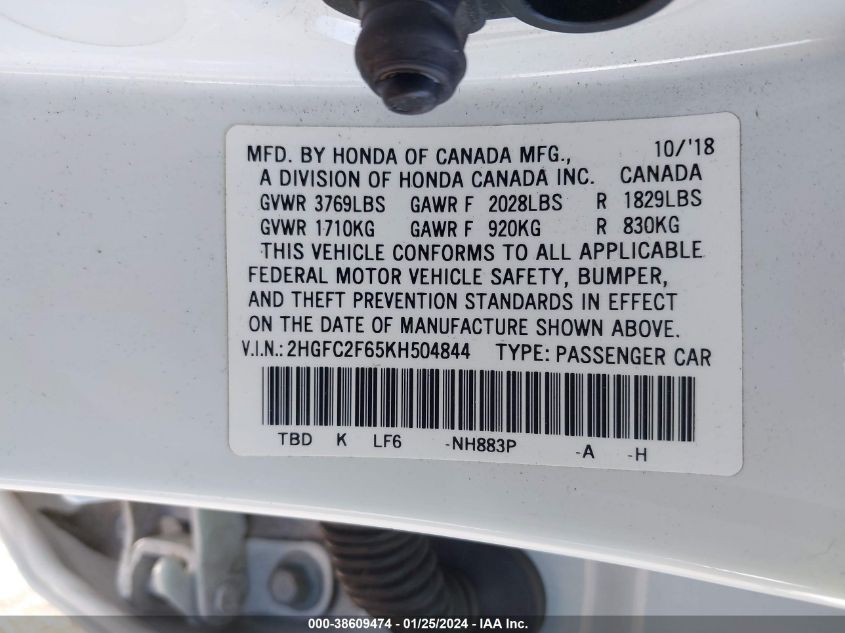 MFD. BY HONDA OF CANADA MFG., 10/'18
A DIVISION OF HONDA CANADA INC. CANADA
GVWR 3769LBS GAWR F 2028LBS R 1829LBS
GVWR 1710KG GAWR F 920KG R 830KG
THIS VEHICLE CONFORMS TO ALL APPLICABLE
FEDERAL MOTOR VEHICLE SAFETY, BUMPER,
AND THEFT PREVENTION STANDARDS IN EFFECT
ON THE DATE OF MANUFACTURE SHOWN ABOVE.
V.I.N.: 2HGFC2F65KH504844 TYPE: PASSENGER CAR
TBD K LF6 -NH883P -A -H
000-38609474 - 01/25/2024 - IAA Inc.